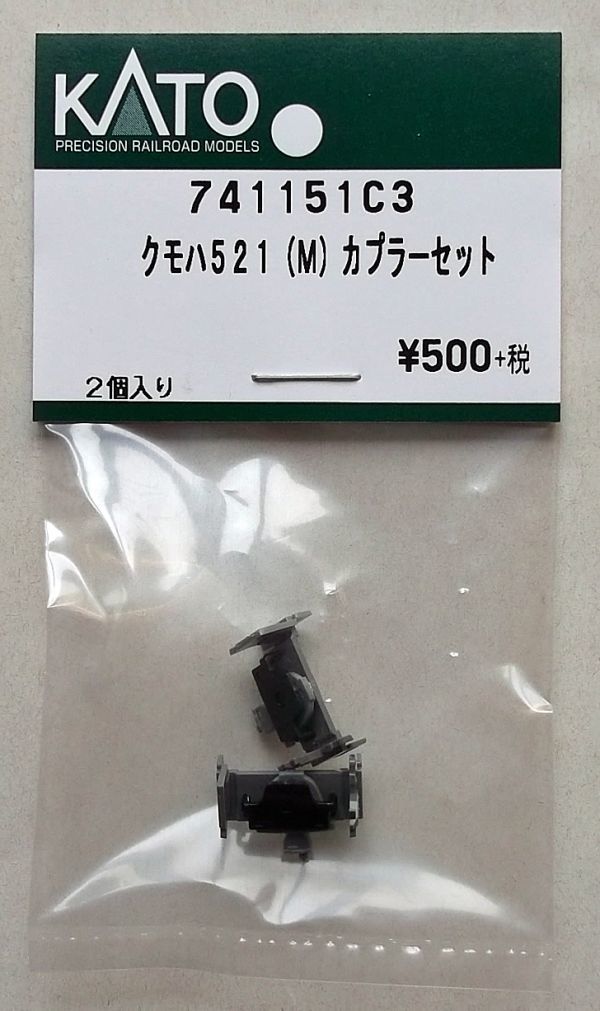 KATO
PRECISION RAILROAD MODELS
741151C3
クモハ521 (M) カプラーセット
¥500+税
2個入り